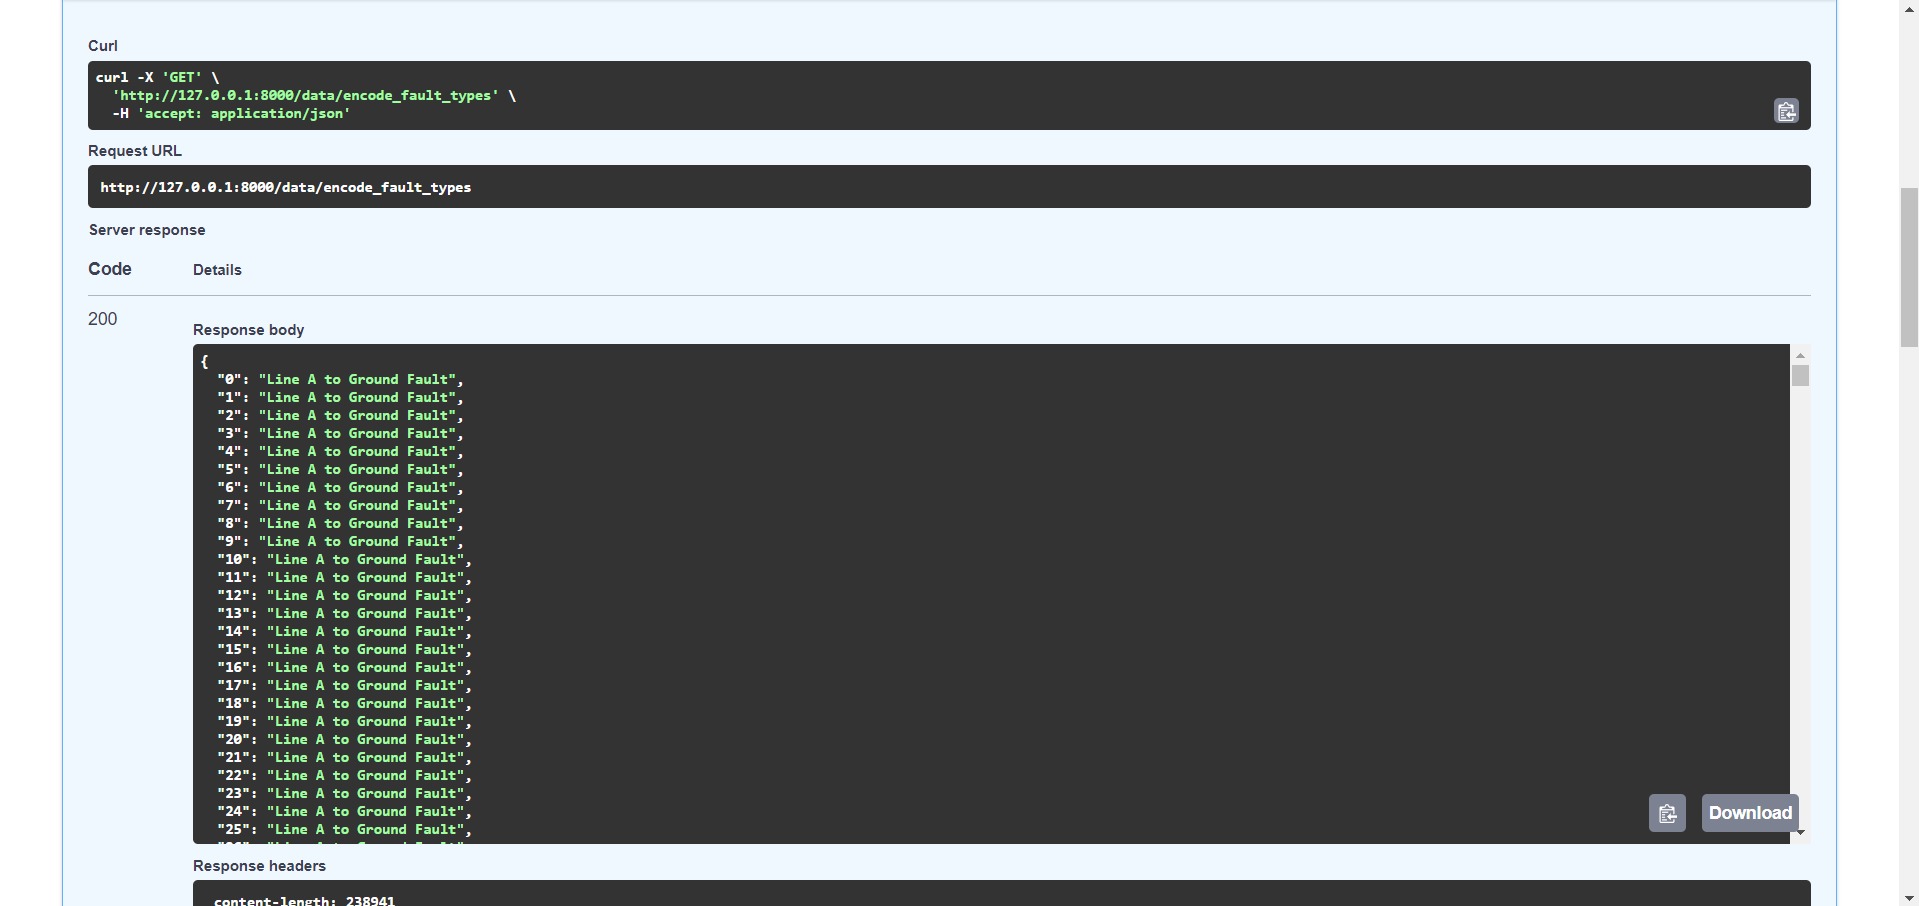 Curl
curl -X 'GET' \
'http://127.0.0.1:8000/data/encode_fault_types' \
-H 'accept: application/json'
Request URL
http://127.0.0.1:8000/data/encode_fault_types
Server response
Code Details
200
Response body
{
"0": "Line A to Ground Fault",
"1": "Line A to Ground Fault",
"2": "Line A to Ground Fault",
"3": "Line A to Ground Fault",
"4": "Line A to Ground Fault",
"5": "Line A to Ground Fault",
"6": "Line A to Ground Fault",
"7": "Line A to Ground Fault",
"8": "Line A to Ground Fault",
"9": "Line A to Ground Fault",
"10": "Line A to Ground Fault",
"11": "Line A to Ground Fault",
"12": "Line A to Ground Fault",
"13": "Line A to Ground Fault",
"14": "Line A to Ground Fault",
"15": "Line A to Ground Fault",
"16": "Line A to Ground Fault",
"17": "Line A to Ground Fault",
"18": "Line A to Ground Fault",
"19": "Line A to Ground Fault",
"20": "Line A to Ground Fault",
"21": "Line A to Ground Fault",
"22": "Line A to Ground Fault",
"23": "Line A to Ground Fault",
"24": "Line A to Ground Fault",
"25": "Line A to Ground Fault",
Download
Response headers
content-length: 238941